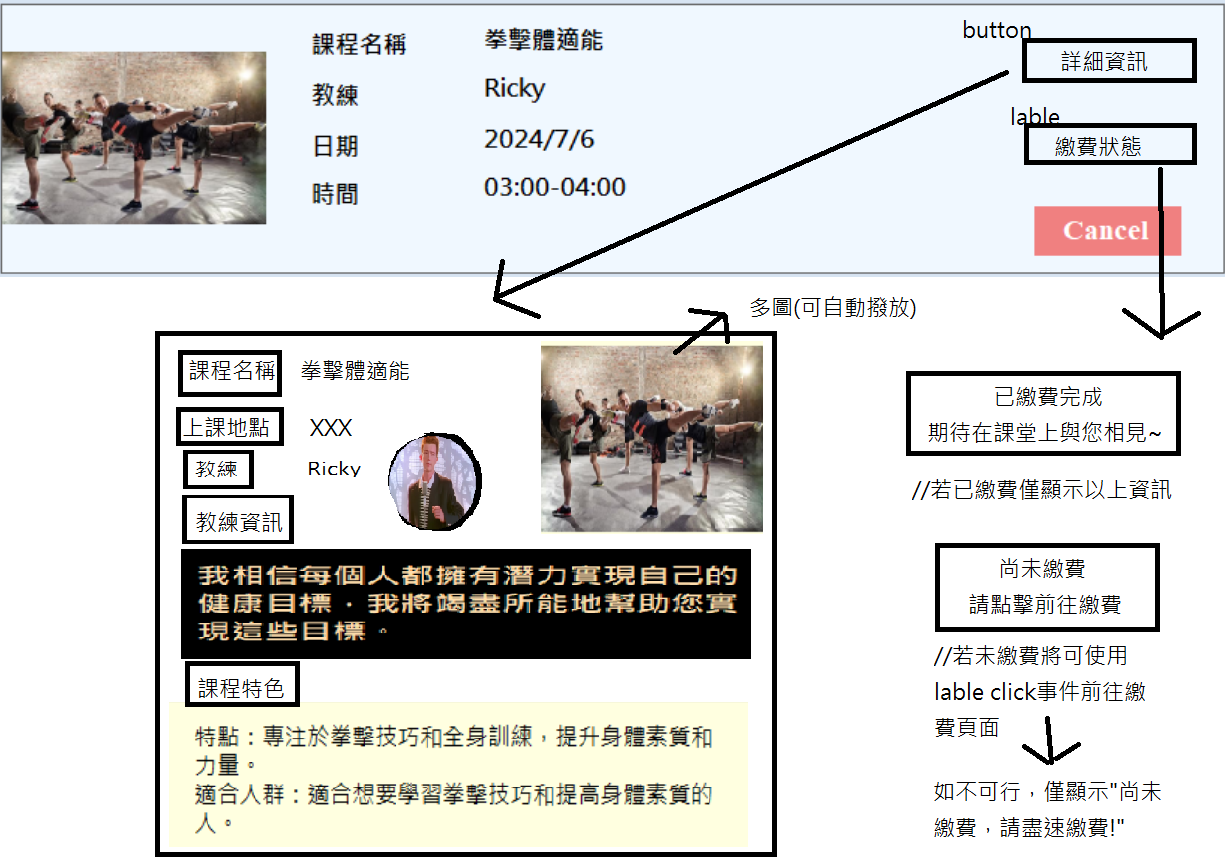 課程名稱 拳擊體適能
教練 Ricky
日期 2024/7/6
時間 03:00-04:00
button
詳細資訊
lable
繳費狀態
Cancel
多圖(可自動撥放)
課程名稱 拳擊體適能
上課地點 XXX
教練 Ricky
教練資訊
我相信每個人都擁有潛力實現自己的
健康目標，我將竭盡所能地幫助您實
現這些目標。
課程特色
特點：專注於拳擊技巧和全身訓練，提升身體素質和
力量。
適合人群：適合想要學習拳擊技巧和提高身體素質的
人。
已繳費完成
期待在課堂上與您相見~
//若已繳費僅顯示以上資訊
尚未繳費
請點擊前往繳費
//若未繳費將可使用
lable click事件前往繳
費頁面
如不可行，僅顯示"尚未
繳費，請盡速繳費!"